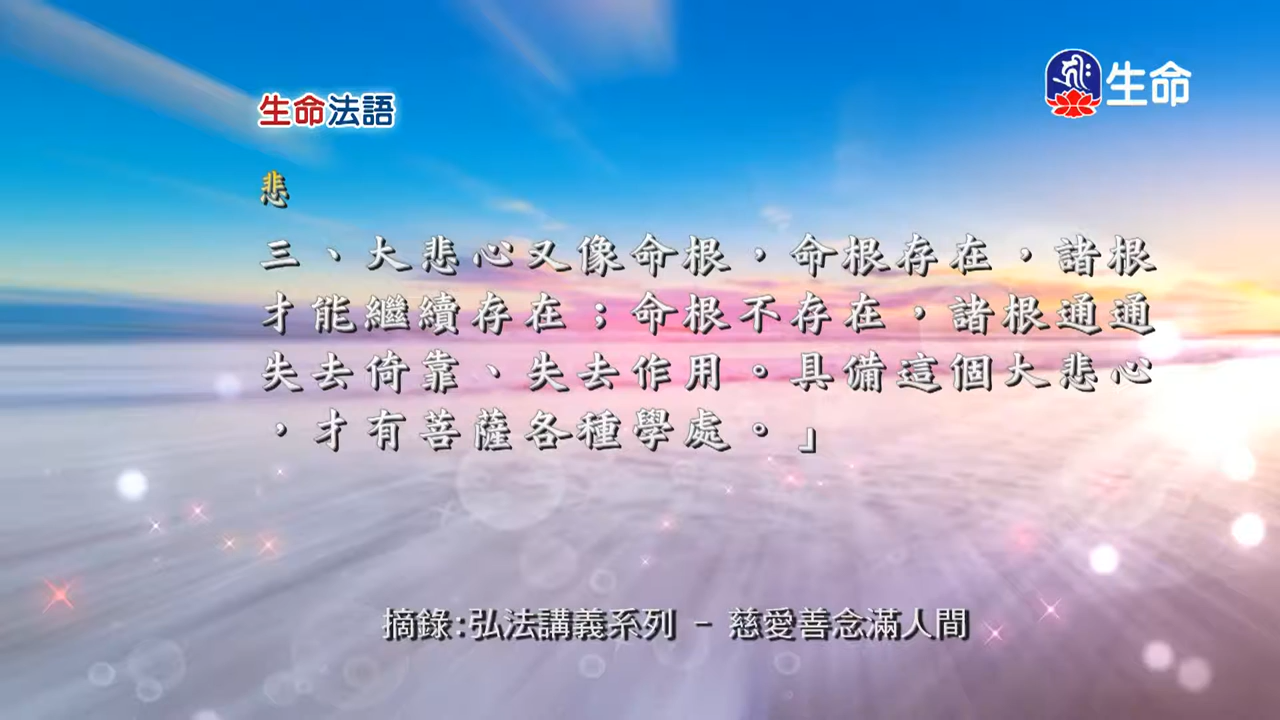 生命
生命法語
悲
三、大悲心又像命根，命根存在，諸根
才能繼續存在；命根不存在，諸根通通
失去倚靠、失去作用。具備這個大悲心
，才有菩薩各種學處。」
摘錄:弘法講義系列 - 慈愛善念滿人間